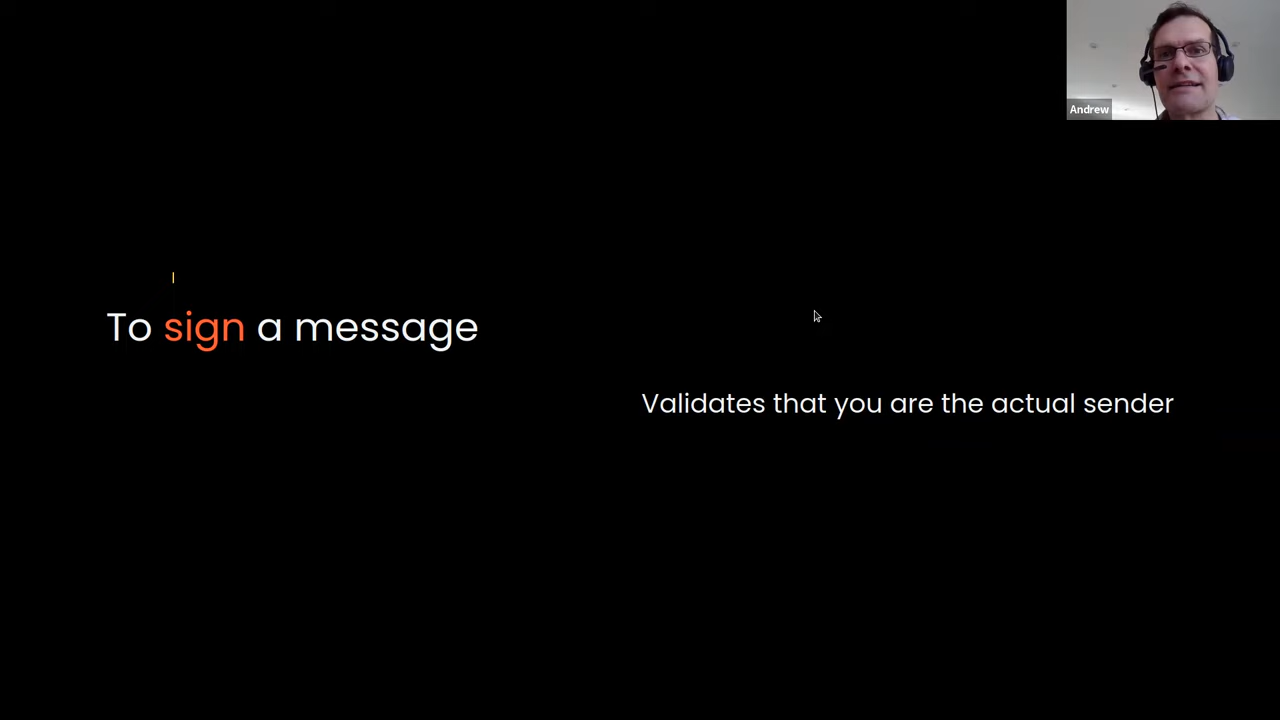 Andrew
To sign a message
Validates that you are the actual sender